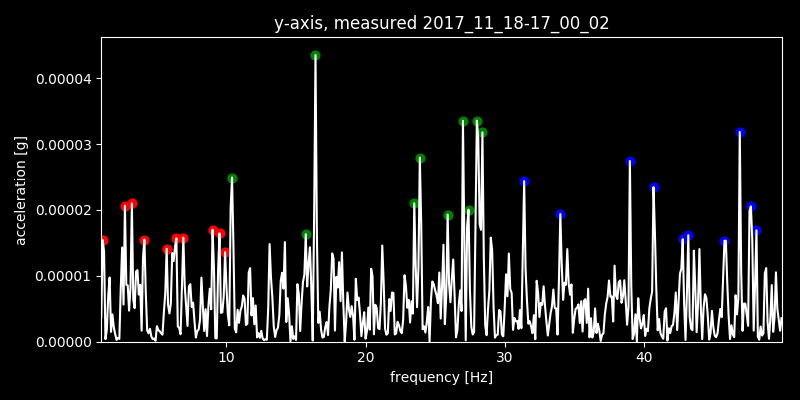 y-axis, measured 2017_11_18-17_00_02
0.00004
0.00003
0.00002
0.00001
0.00000
acceleration [g]
10 20 30 40
frequency [Hz]